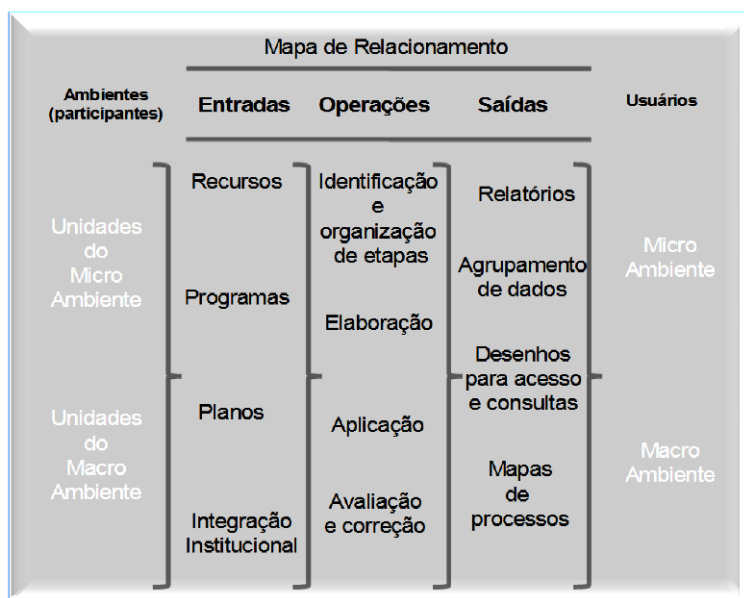 Mapa de Relacionamento
Ambientes
(participantes)
Entradas
Operações
Saídas
Usuários
Unidades
do
Micro
Ambiente
Unidades
do
Macro
Ambiente
Recursos
Programas
Planos
Integração
Institucional
Identificação
e
organização
de etapas
Elaboração
Aplicação
Avaliação
e correção
Relatórios
Agrupamento
de dados
Desenhos
para acesso
e consultas
Mapas
de
processos
Micro
Ambiente
Macro
Ambiente